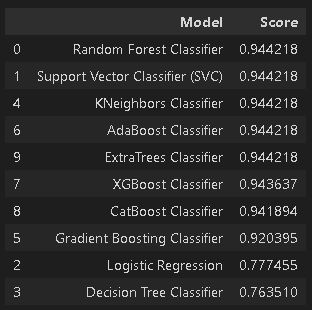 Model Score
0 Random Forest Classifier 0.944218
1 Support Vector Classifier (SVC) 0.944218
4 KNeighbors Classifier 0.944218
6 AdaBoost Classifier 0.944218
9 ExtraTrees Classifier 0.944218
7 XGBoost Classifier 0.943637
8 CatBoost Classifier 0.941894
5 Gradient Boosting Classifier 0.920395
2 Logistic Regression 0.777455
3 Decision Tree Classifier 0.763510